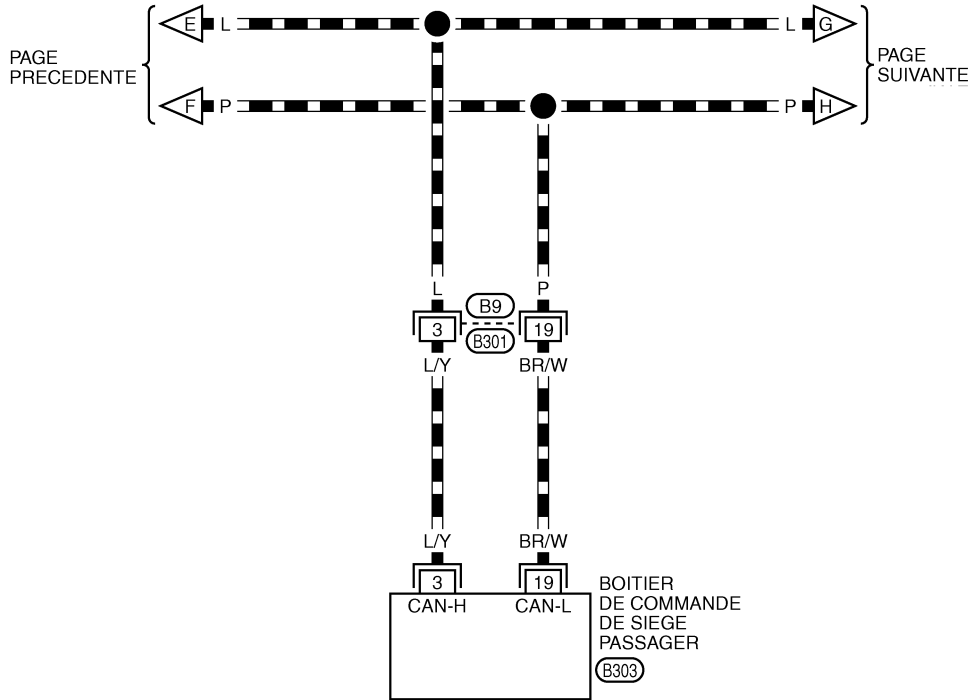 E L L G
PAGE
PRECEDENTE
PAGE
SUIVANTE
F P P H
L P
B9
3 19
B301
L/Y BR/W
L/Y BR/W
3 19
CAN-H CAN-L
BOITIER
DE COMMANDE
DE SIEGE
PASSAGER
B303